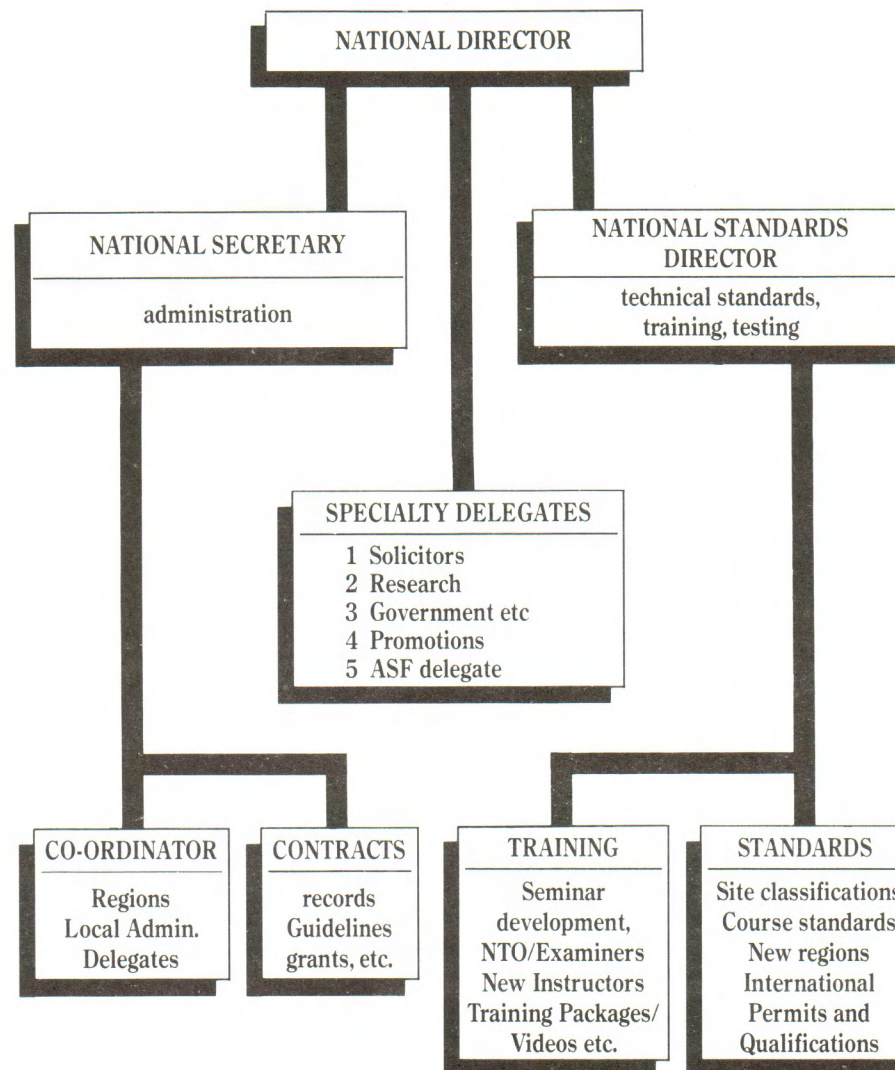 NATIONAL DIRECTOR
NATIONAL SECRETARY
administration
NATIONAL STANDARDS
DIRECTOR
technical standards,
training, testing
SPECIALTY DELEGATES
1 Solicitors
2 Research
3 Government etc
4 Promotions
5 ASF delegate
CO-ORDINATOR
Regions
Local Admin.
Delegates
CONTRACTS
records
Guidelines
grants, etc.
TRAINING
Seminar
development,
NTO/Examiners
New Instructors
Training Packages/
Videos etc.
STANDARDS
Site classifications
Course standards
New regions
International
Permits and
Qualifications